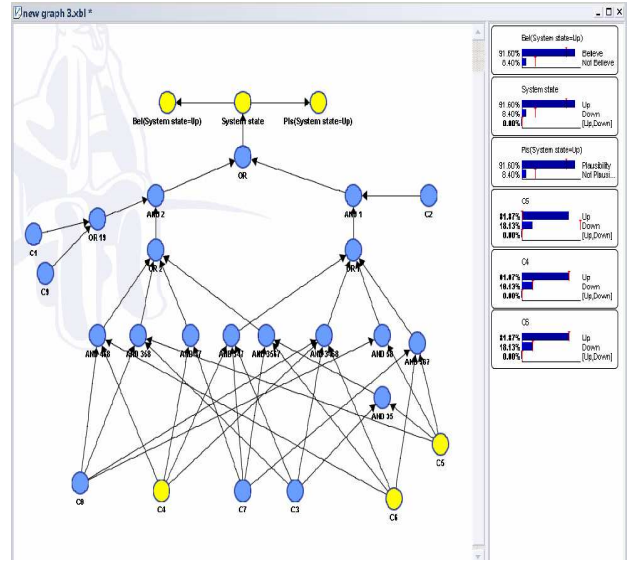 new graph 3.xbl *
Bel(System state=Up)
System state
Pls(System state=Up)
OR
AND 2
AND 1
C2
C1
OR 19
C9
OR 2
OR 1
AND 368
AND 3567
AND 3468
AND 35
C8
C4
C7
C3
C6
C5
Bel(System state=Up)
91.60% Believe
8.40% Not Believe
System state
91.60% Up
8.40% Down
0.00% [Up,Down]
Pls(System state=Up)
91.60% Plausibility
8.40% Not Plausi...
C5
81.87% Up
18.13% Down
0.00% [Up,Down]
C4
81.87% Up
18.13% Down
0.00% [Up,Down]
C6
81.87% Up
18.13% Down
0.00% [Up,Down]